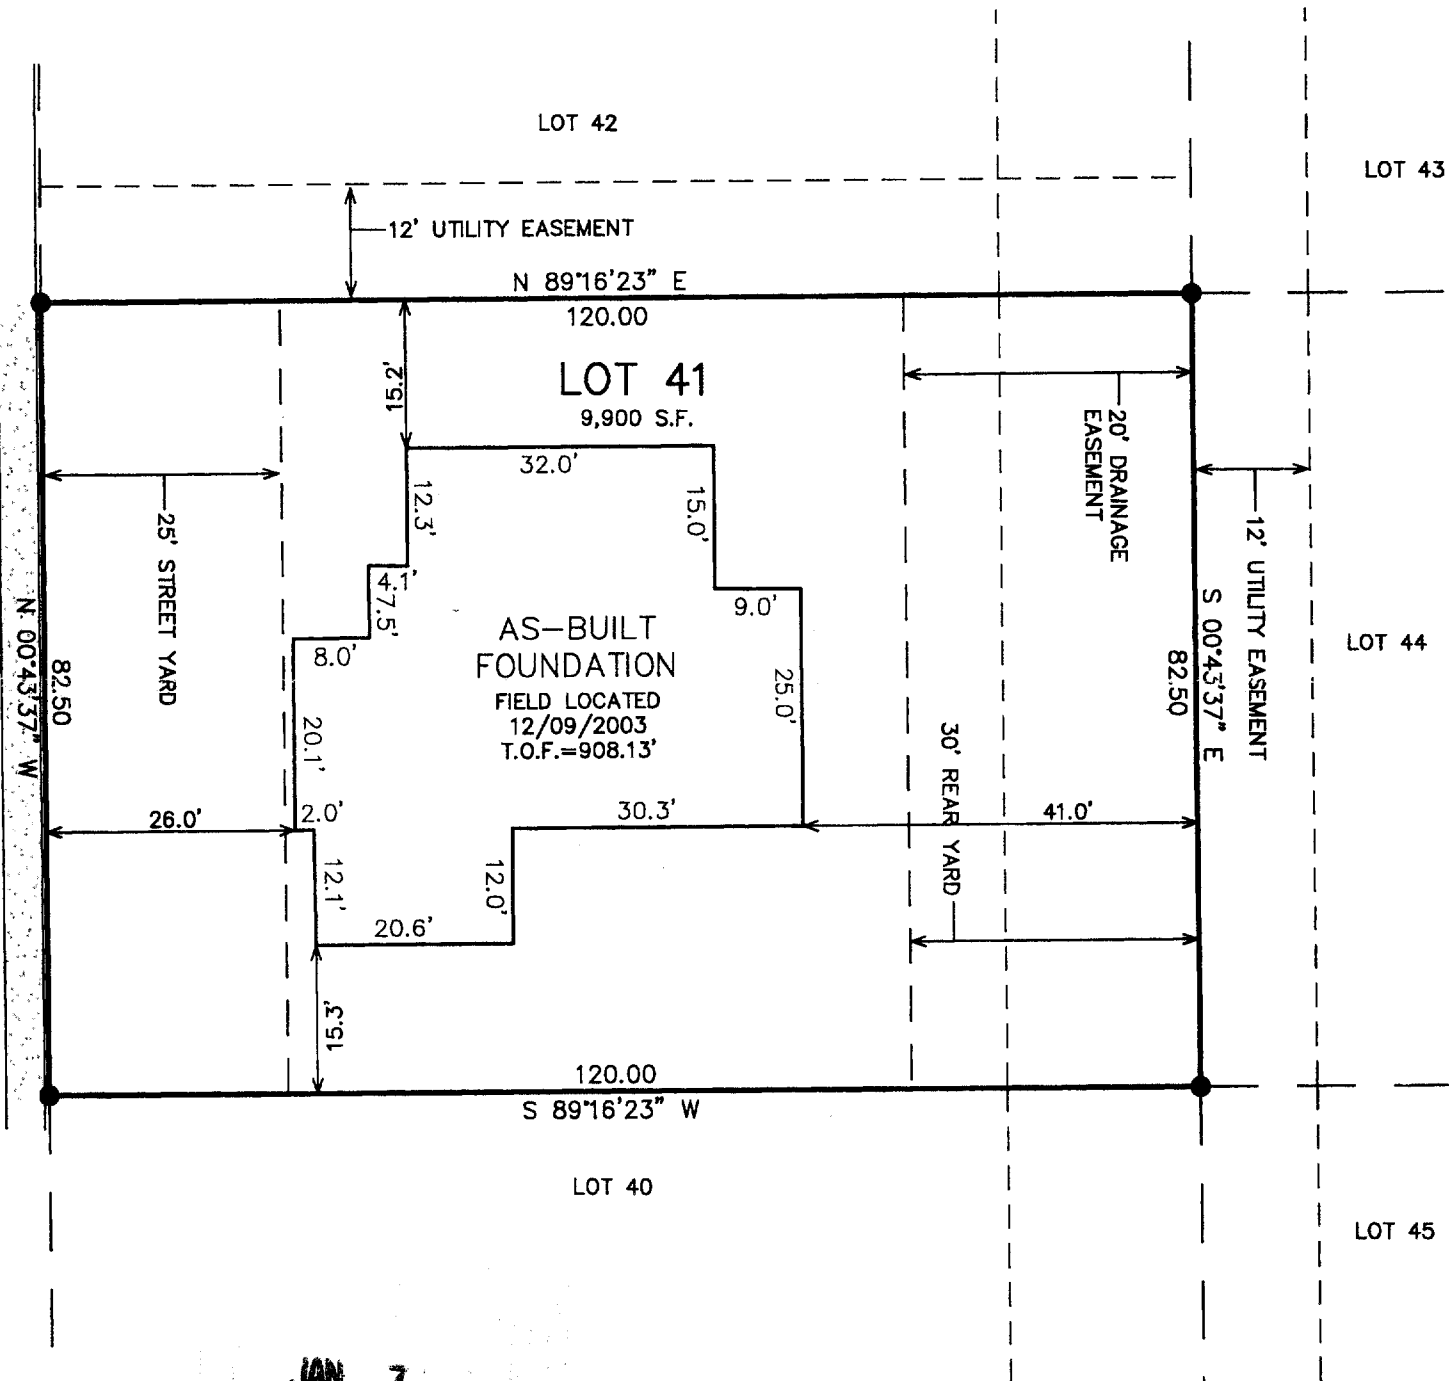 LOT 42
LOT 43
12' UTILITY EASEMENT
N 89°16'23" E
120.00
15.2'
LOT 41
9,900 S.F.
20' DRAINAGE
EASEMENT
32.0'
12.3'
15.0'
25' STREET YARD
12' UTILITY EASEMENT
4.1'
7.5'
9.0'
8.0'
AS-BUILT
FOUNDATION
FIELD LOCATED
12/09/2003
T.O.F.=908.13'
25.0'
20.1'
N 00°43'37" W
82.50
82.50
S 00°43'37" E
LOT 44
30' REAR YARD
26.0'
2.0'
30.3'
41.0'
12.1'
12.0'
20.6'
15.3'
120.00
S 89°16'23" W
LOT 40
LOT 45
JAN 7